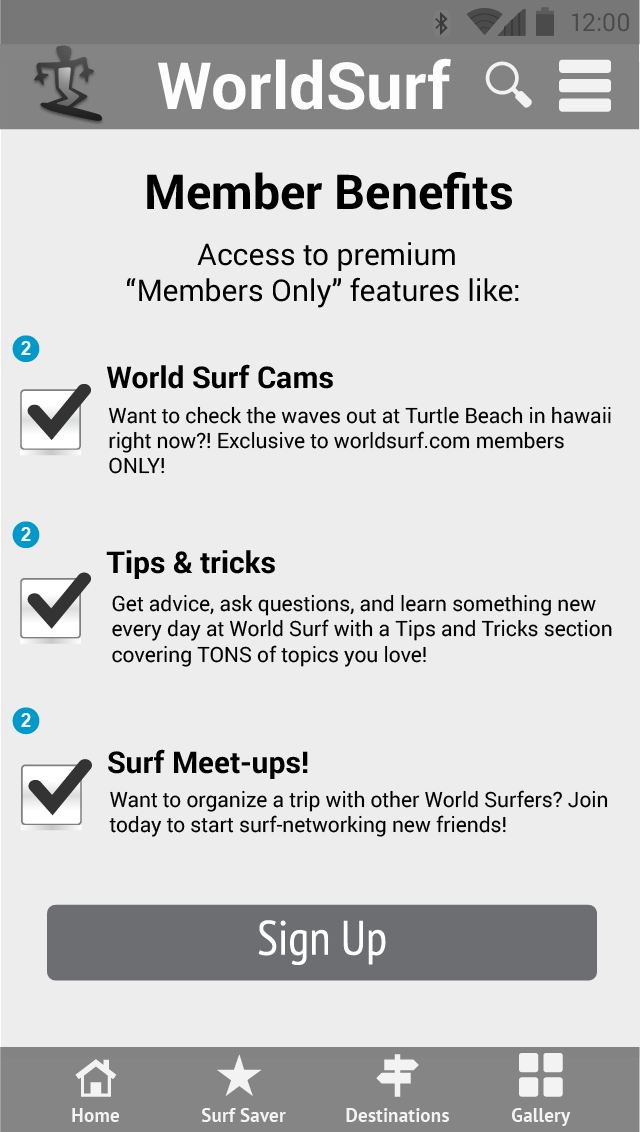 12:00
WorldSurf
Member Benefits
Access to premium
“Members Only” features like:
2
World Surf Cams
Want to check the waves out at Turtle Beach in hawaii
right now?! Exclusive to worldsurf.com members
ONLY!
2
Tips & tricks
Get advice, ask questions, and learn something new
every day at World Surf with a Tips and Tricks section
covering TONS of topics you love!
2
Surf Meet-ups!
Want to organize a trip with other World Surfers? Join
today to start surf-networking new friends!
Sign Up
Home Surf Saver Destinations Gallery